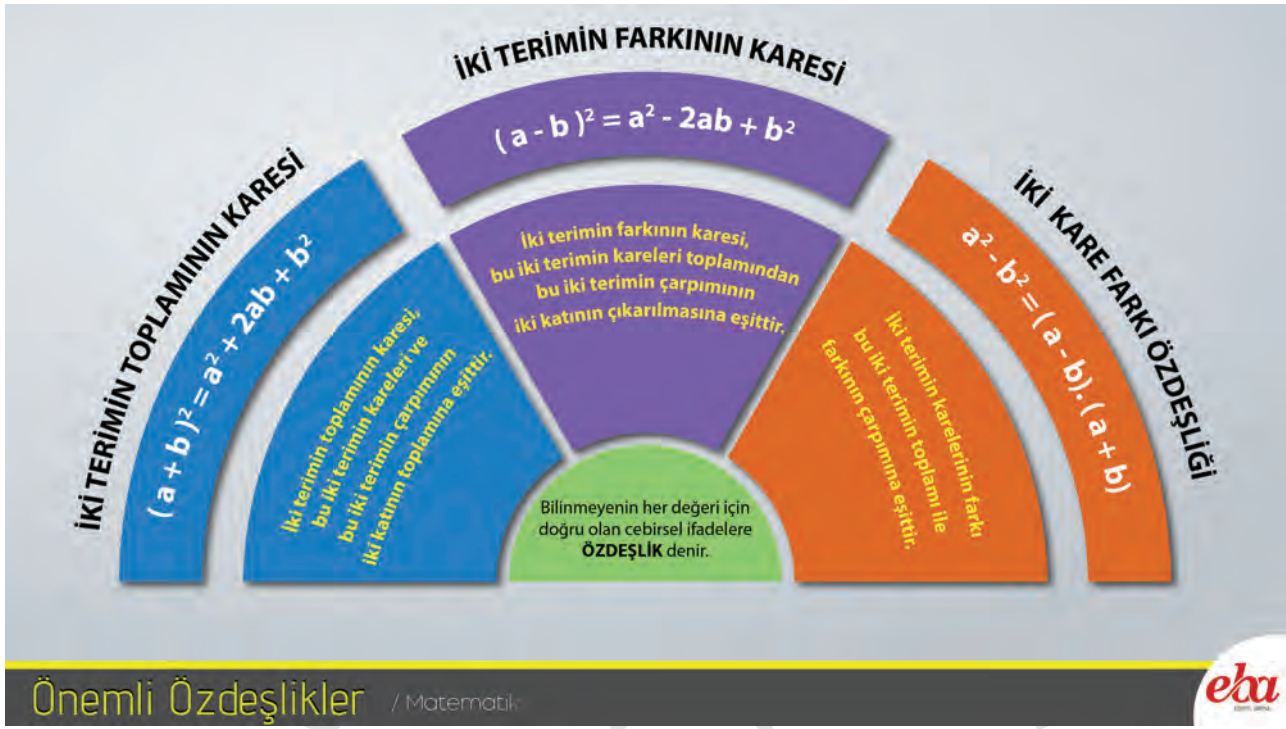 İKİ TERİMİN TOPLAMININ KARESİ
( a + b )² = a² + 2ab + b²
İki terimin toplamının karesi,
bu iki terimin kareleri ve
bu iki terimin çarpımının
iki katının toplamına eşittir.
İKİ TERİMİN FARKININ KARESİ
( a - b )² = a² - 2ab + b²
İki terimin farkının karesi,
bu iki terimin kareleri toplamından
bu iki terimin çarpımının
iki katının çıkarılmasına eşittir.
İKİ KARE FARKI ÖZDEŞLİĞİ
a² - b² = ( a - b) . ( a + b)
İki terimin karelerinin farkı
bu iki terimin toplamı ile
farkının çarpımına eşittir.
Bilinmeyenin her değeri için
doğru olan cebirsel ifadelere
ÖZDEŞLİK denir.
Önemli Özdeşlikler / Matematik
eba